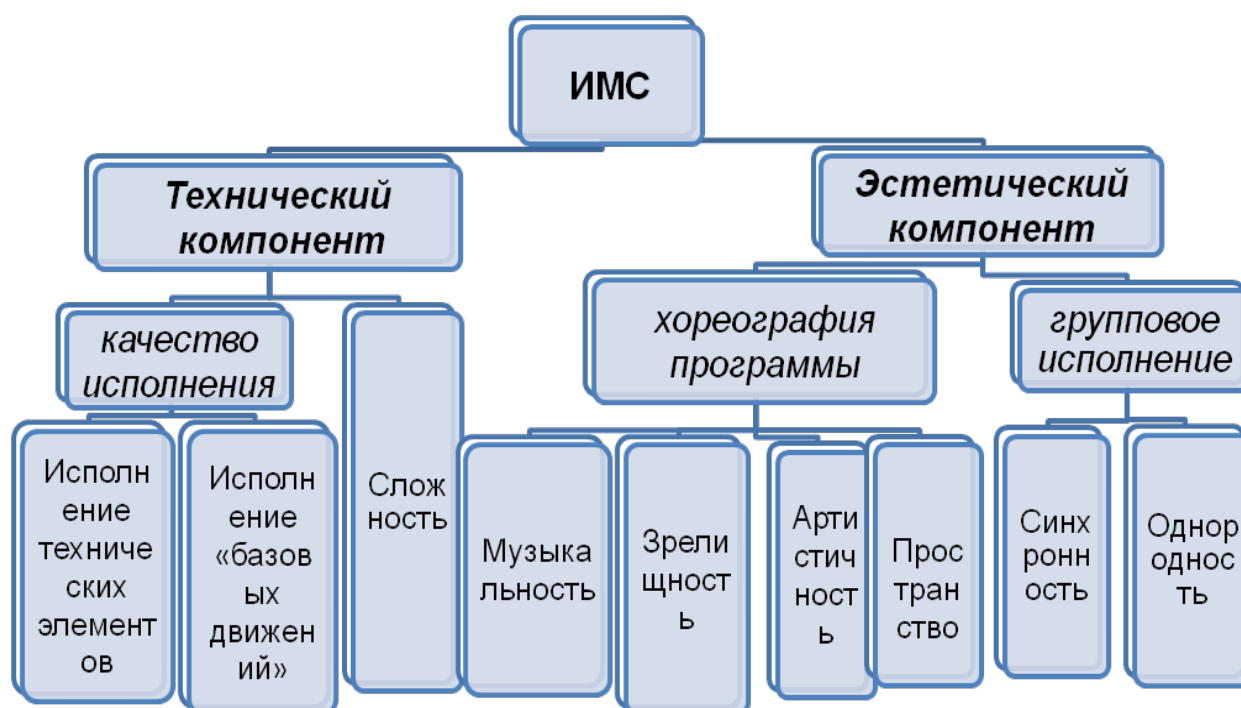 ИМС
Технический
компонент
Эстетический
компонент
качество
исполнения
хореография
программы
групповое
исполнение
Исполн
ение
техниче
ских
элемент
ов
Исполн
ение
«базов
ых
движен
ий»
Слож
ность
Музыка
льность
Зрели
щност
ь
Арти
стич
ност
ь
Прос
тран
ство
Синх
ронн
ость
Однор
однос
ть